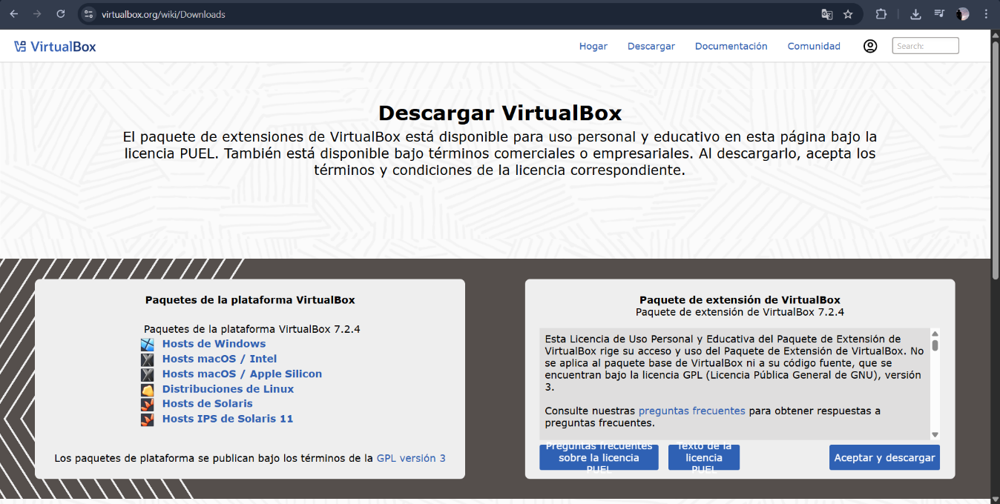 virtualbox.org/wiki/Downloads
VirtualBox
Hogar
Descargar
Documentación
Comunidad
Search:
Descargar VirtualBox
El paquete de extensiones de VirtualBox está disponible para uso personal y educativo en esta página bajo la
licencia PUEL. También está disponible bajo términos comerciales o empresariales. Al descargarlo, acepta los
términos y condiciones de la licencia correspondiente.
Paquetes de la plataforma VirtualBox
Paquetes de la plataforma VirtualBox 7.2.4
Hosts de Windows
Hosts macOS / Intel
Hosts macOS / Apple Silicon
Distribuciones de Linux
Hosts de Solaris
Hosts IPS de Solaris 11
Los paquetes de plataforma se publican bajo los términos de la GPL versión 3
Paquete de extensión de VirtualBox
Paquete de extensión de VirtualBox 7.2.4
Esta Licencia de Uso Personal y Educativa del Paquete de Extensión de
VirtualBox rige su acceso y uso del Paquete de Extensión de VirtualBox. No
se aplica al paquete base de VirtualBox ni a su código fuente, que se
encuentran bajo la licencia GPL (Licencia Pública General de GNU), versión
3.
Consulte nuestras preguntas frecuentes para obtener respuestas a
preguntas frecuentes.
Preguntas frecuentes
sobre la licencia
PUEL
Texto de la
licencia
PUEL
Aceptar y descargar